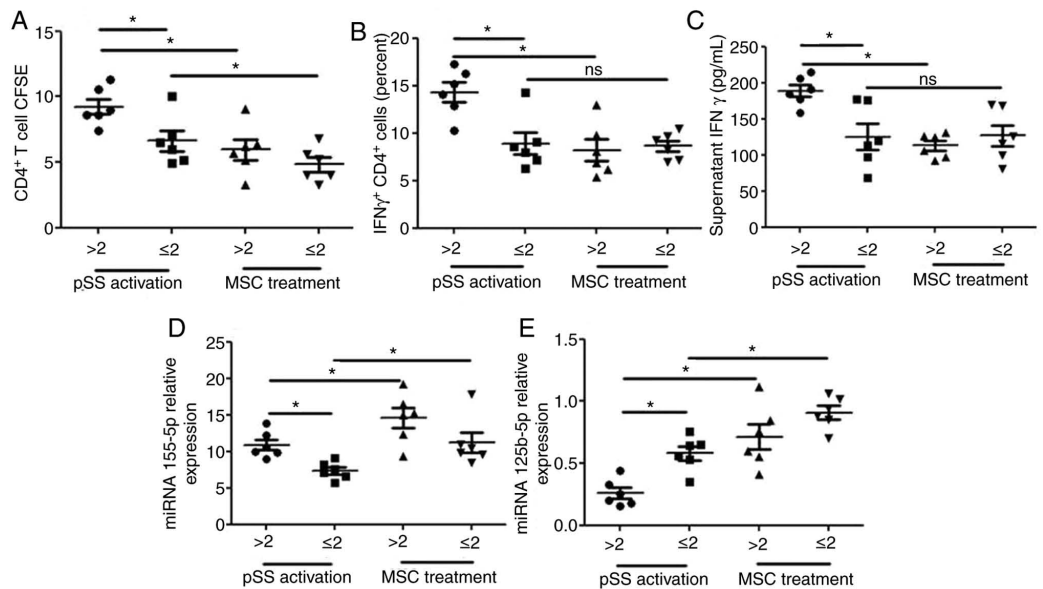 A
CD4+ T cell CFSE
15
10
5
0
*
*
*
>2
≤2
>2
≤2
pSS activation
MSC treatment
B
IFNγ+ CD4+ cells (percent)
20
15
10
5
0
*
*
ns
>2
≤2
>2
≤2
pSS activation
MSC treatment
C
Supernatant IFN γ (pg/mL)
250
200
150
100
50
0
*
*
ns
>2
≤2
>2
≤2
pSS activation
MSC treatment
D
miRNA 155-5p relative
expression
25
20
15
10
5
0
*
*
*
>2
≤2
>2
≤2
pSS activation
MSC treatment
E
miRNA 125b-5p relative
expression
1.5
1.0
0.5
0.0
*
*
*
>2
≤2
>2
≤2
pSS activation
MSC treatment